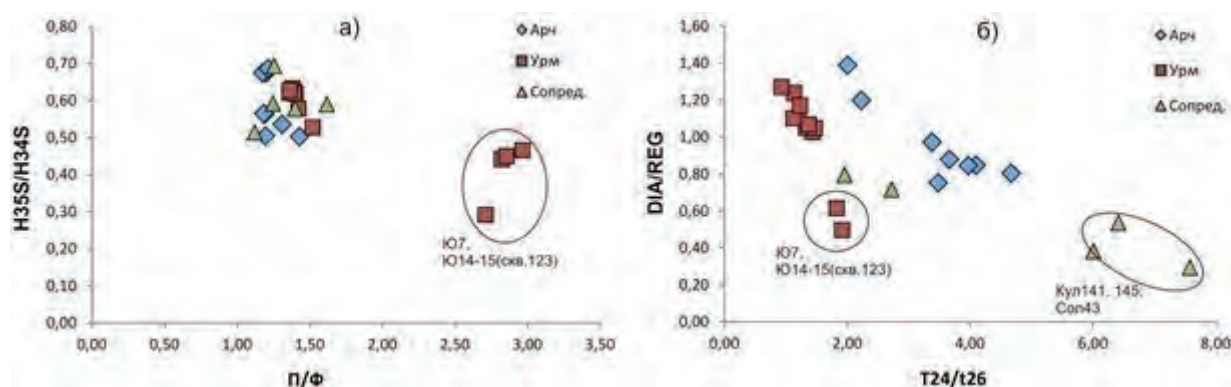 а)
Арч
Урм
Сопред.
H35S/H34S
0,80
0,70
0,60
0,50
0,40
0,30
0,20
0,10
0,00
Ю7,
Ю14-15(скв.123)
0,00 0,50 1,00 1,50 2,00 2,50 3,00 3,50
П/Ф
б)
Арч
Урм
Сопред.
DIA/REG
1,60
1,40
1,20
1,00
0,80
0,60
0,40
0,20
0,00
Ю7,
Ю14-15(скв.123)
Кул141, 145;
Сол43
0,00 2,00 4,00 6,00 8,00
T24/t26